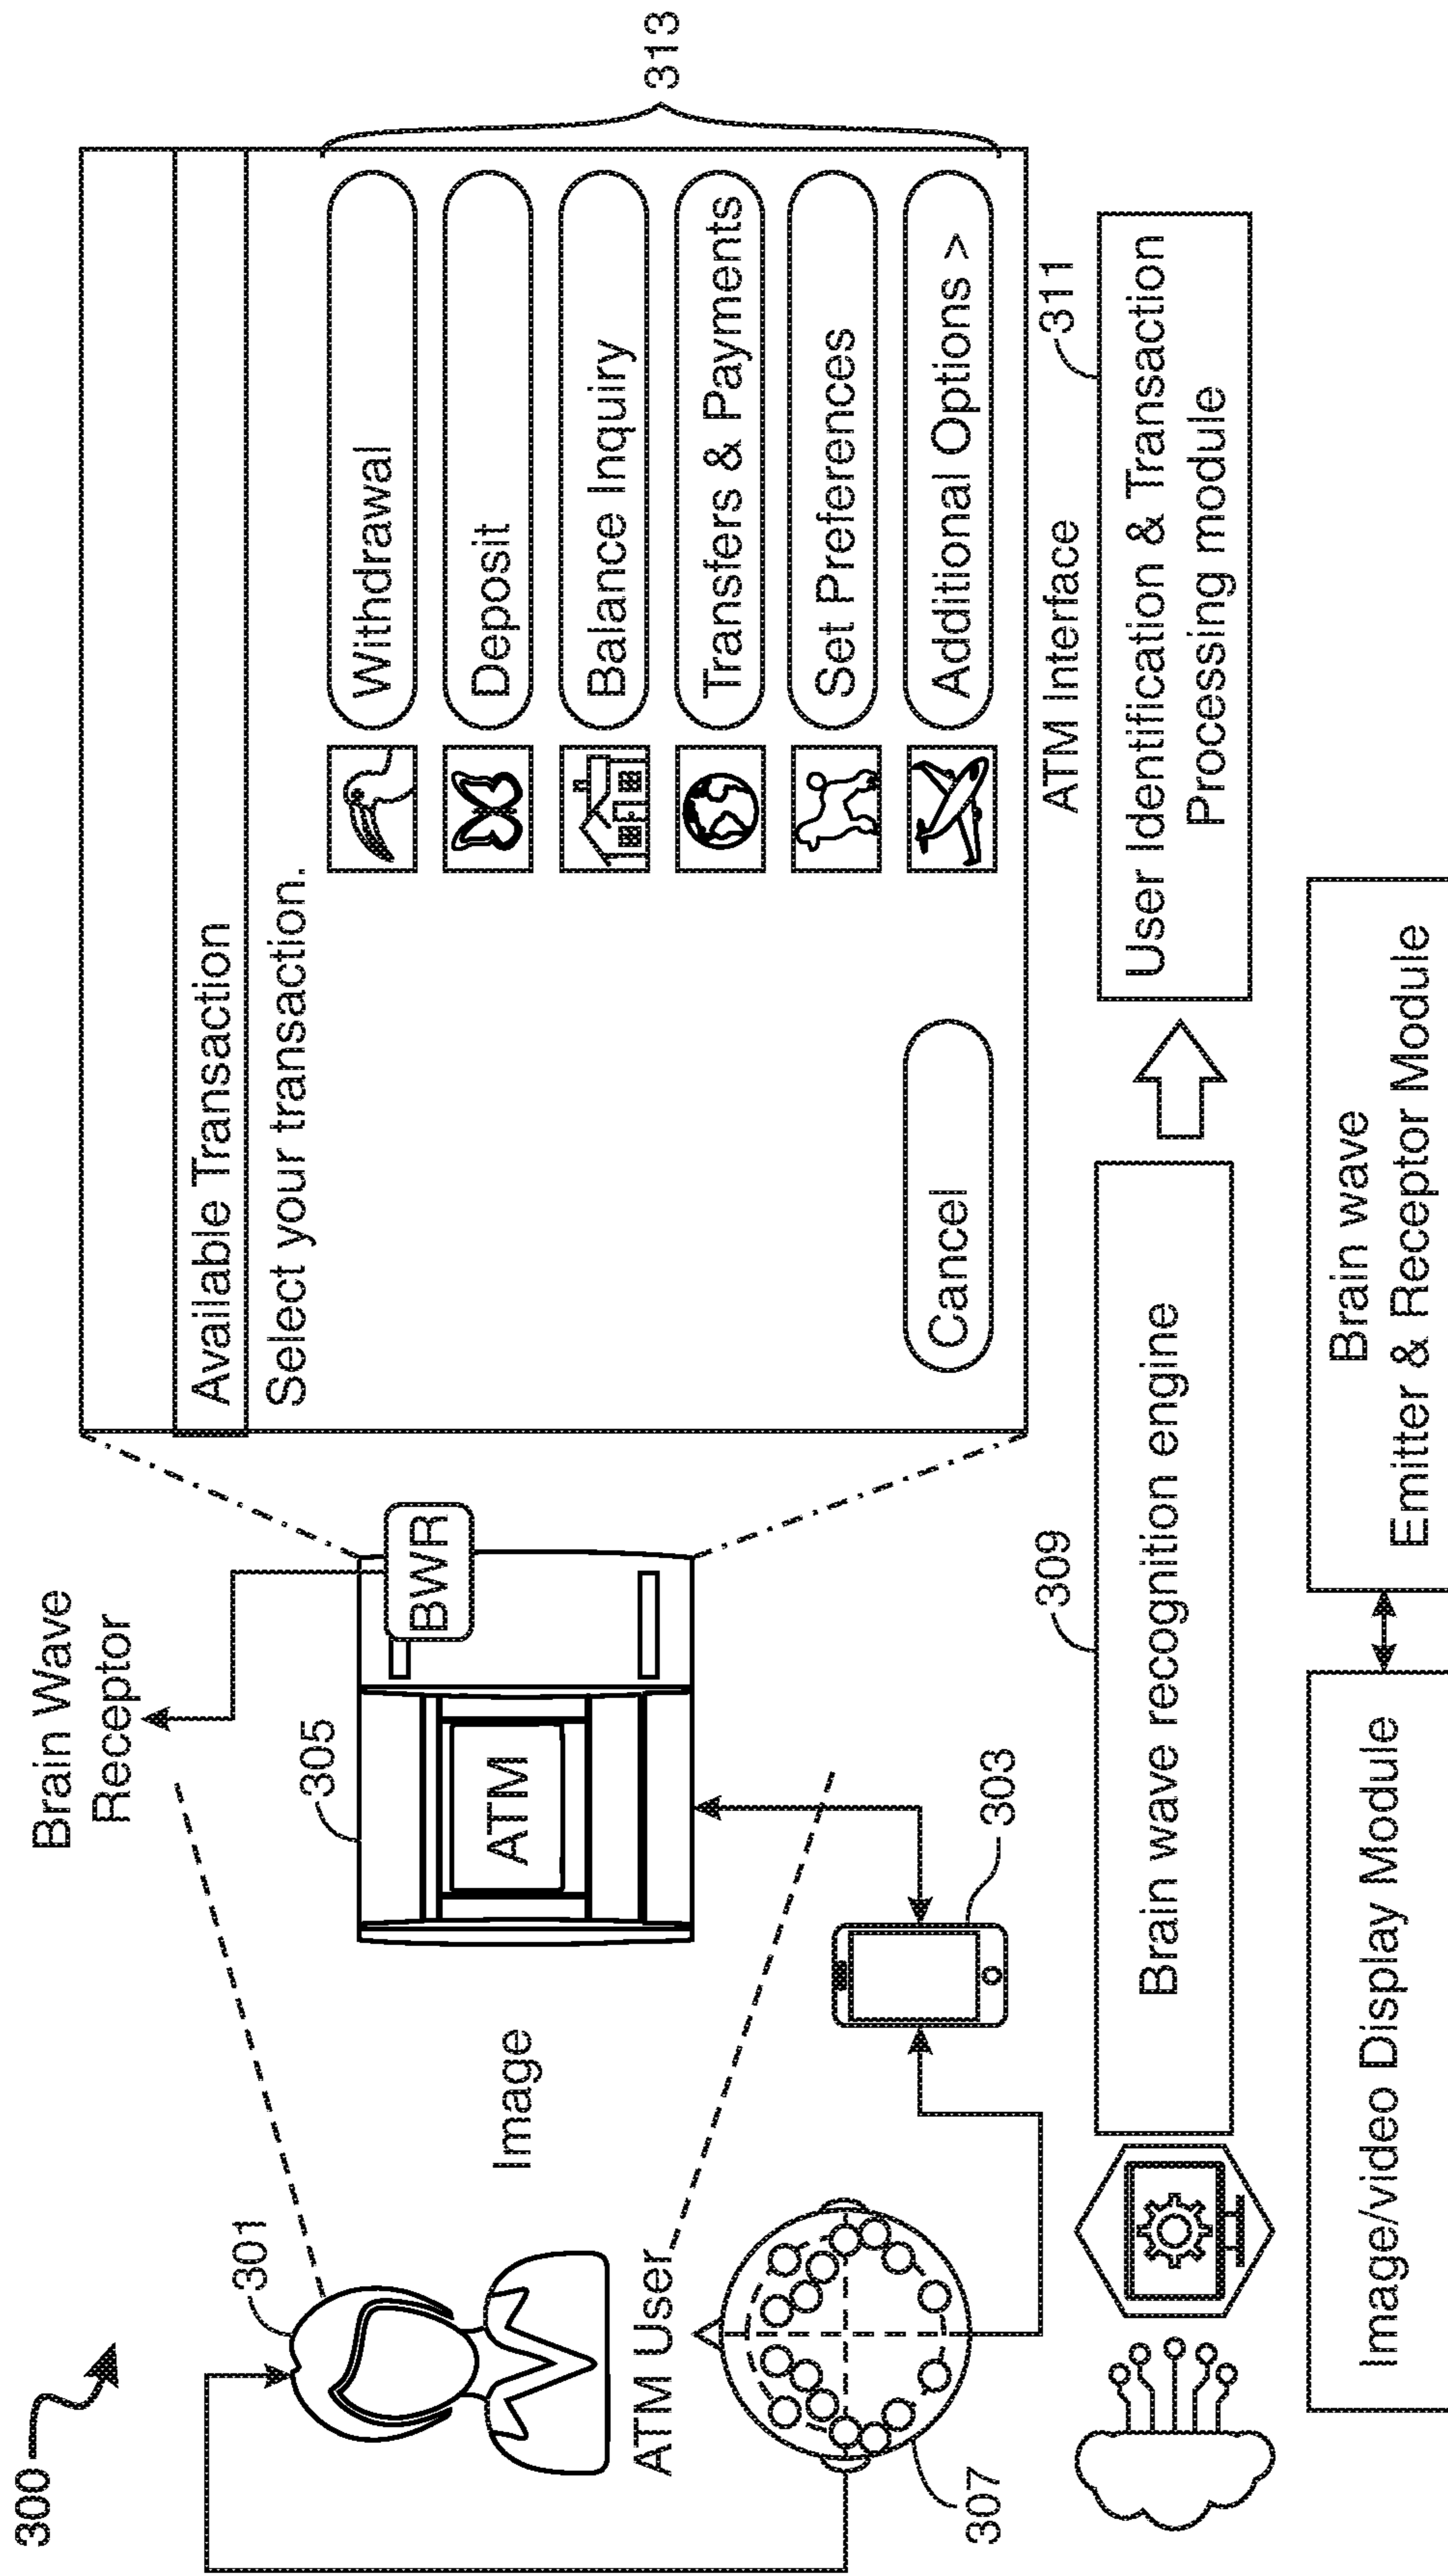 300
Brain Wave
Receptor
301
305
BWR
ATM
Image
ATM User
303
307
Available Transaction
Select your transaction.
Withdrawal
Deposit
Balance Inquiry
Transfers & Payments
Set Preferences
Cancel
Additional Options >
313
ATM Interface
309
311
Brain wave recognition engine
User Identification & Transaction
Processing module
Image/video Display Module
Brain wave
Emitter & Receptor Module